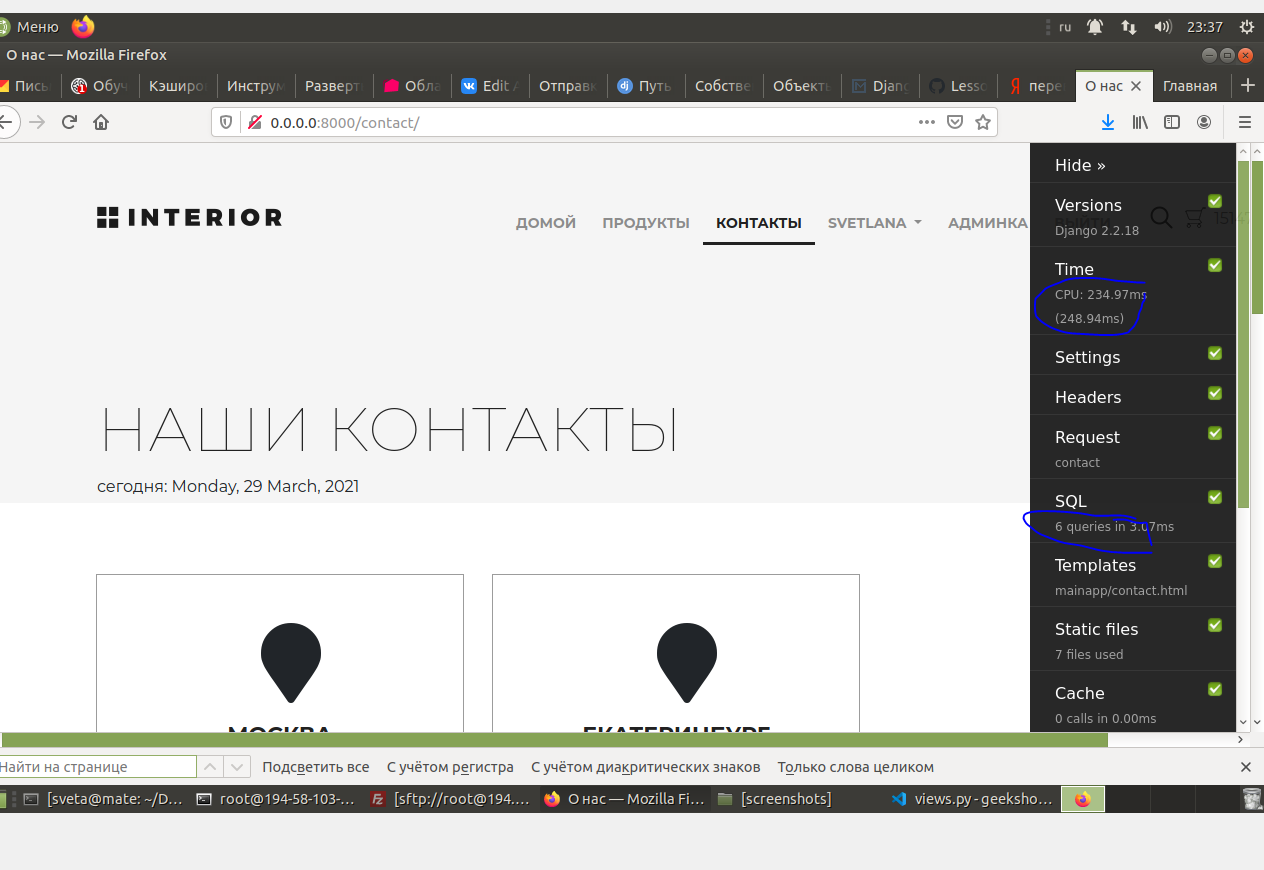 Меню
ru
23:37
О нас — Mozilla Firefox
Пись
Обуч
Кэширо
Инструм
Разверт
Обла
Edit
Отправк
Путь
Собстве
Объекты
Djang
Lesso
пере
О нас
Главная
0.0.0.0:8000/contact/
INTERIOR
ДОМОЙ
ПРОДУКТЫ
КОНТАКТЫ
SVETLANA
АДМИНКА
ВЫЙТИ
Hide »
Versions
Django 2.2.18
Time
CPU: 234.97ms
(248.94ms)
Settings
Headers
Request
contact
SQL
6 queries in 3.07ms
Templates
mainapp/contact.html
Static files
7 files used
Cache
0 calls in 0.00ms
НАШИ КОНТАКТЫ
сегодня: Monday, 29 March, 2021
МОСКВА
ЕКАТЕРИНБУРГ
Найти на странице
Подсветить все
С учётом регистра
С учётом диакритических знаков
Только слова целиком
[sveta@mate: ~/D...
root@194-58-103-...
[sftp://root@194....
О нас — Mozilla Fi...
[screenshots]
views.py - geeksho...